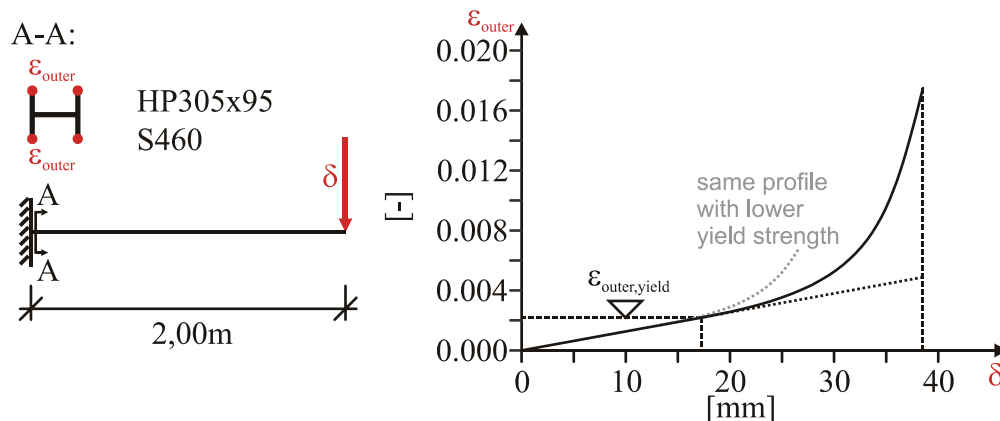 A-A:
εouter
εouter
HP305x95
S460
δ
A
A
2,00m
εouter
0.020
0.016
0.012
0.008
0.004
0.000
[-]
same profile
with lower
yield strength
εouter,yield
0
10
20
30
40
δ
[mm]